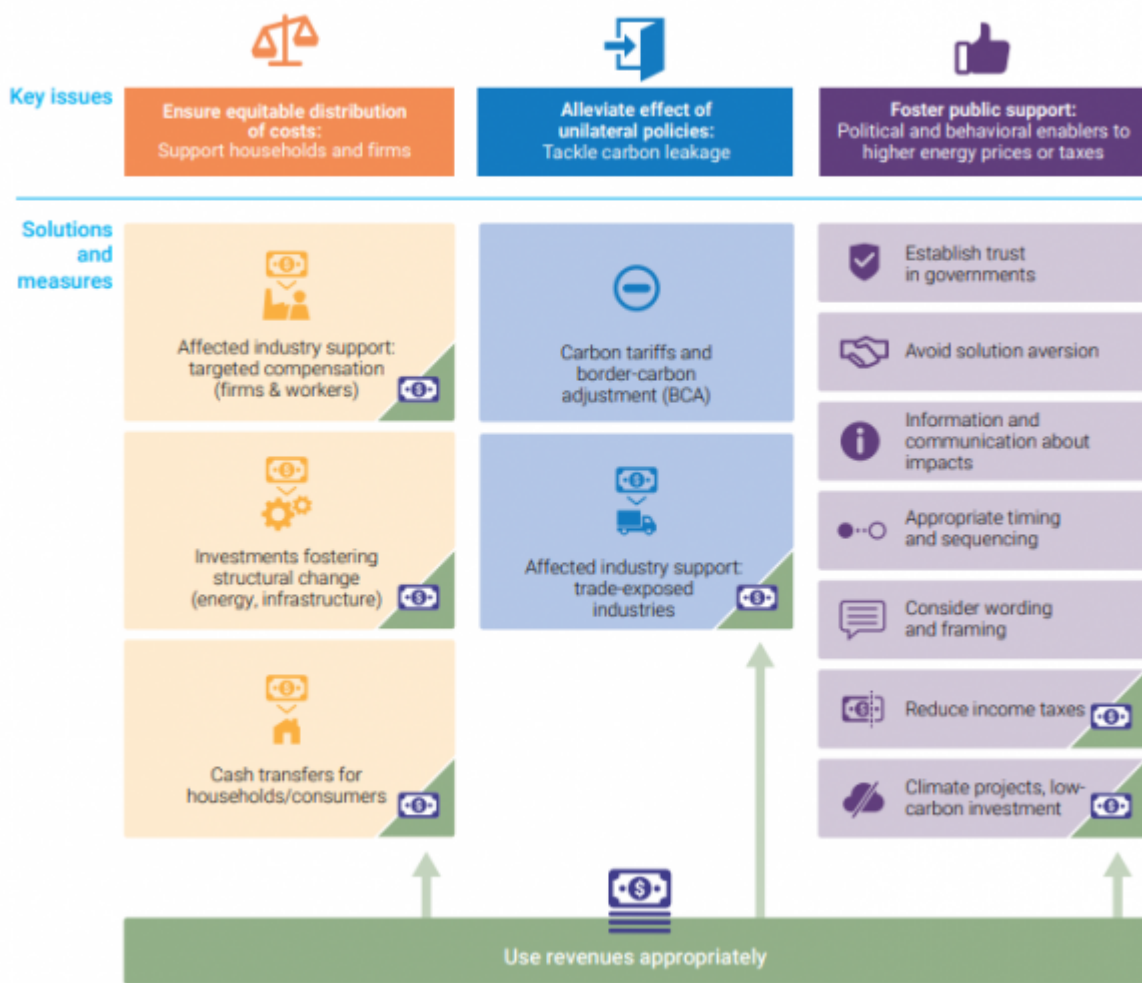 Key issues
Ensure equitable distribution
of costs:
Support households and firms
Alleviate effect of
unilateral policies:
Tackle carbon leakage
Foster public support:
Political and behavioral enablers to
higher energy prices or taxes
Solutions
and
measures
Affected industry support:
targeted compensation
(firms & workers)
Investments fostering
structural change
(energy, infrastructure)
Cash transfers for
households/consumers
Carbon tariffs and
border-carbon
adjustment (BCA)
Affected industry support:
trade-exposed
industries
Establish trust
in governments
Avoid solution aversion
Information and
communication about
impacts
Appropriate timing
and sequencing
Consider wording
and framing
Reduce income taxes
Climate projects, low-
carbon investment
Use revenues appropriately